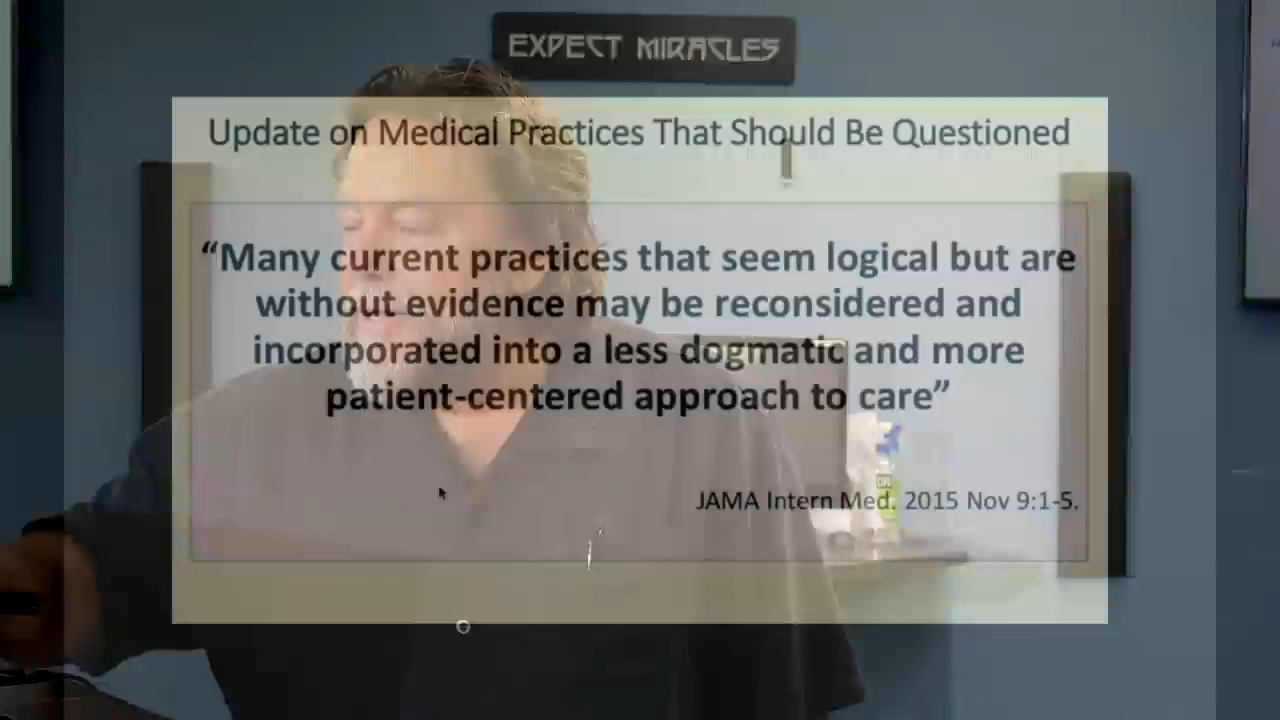 EXPECT MIRACLES
Update on Medical Practices That Should Be Questioned
“Many current practices that seem logical but are
without evidence may be reconsidered and
incorporated into a less dogmatic and more
patient-centered approach to care”
JAMA Intern Med. 2015 Nov 9:1-5.